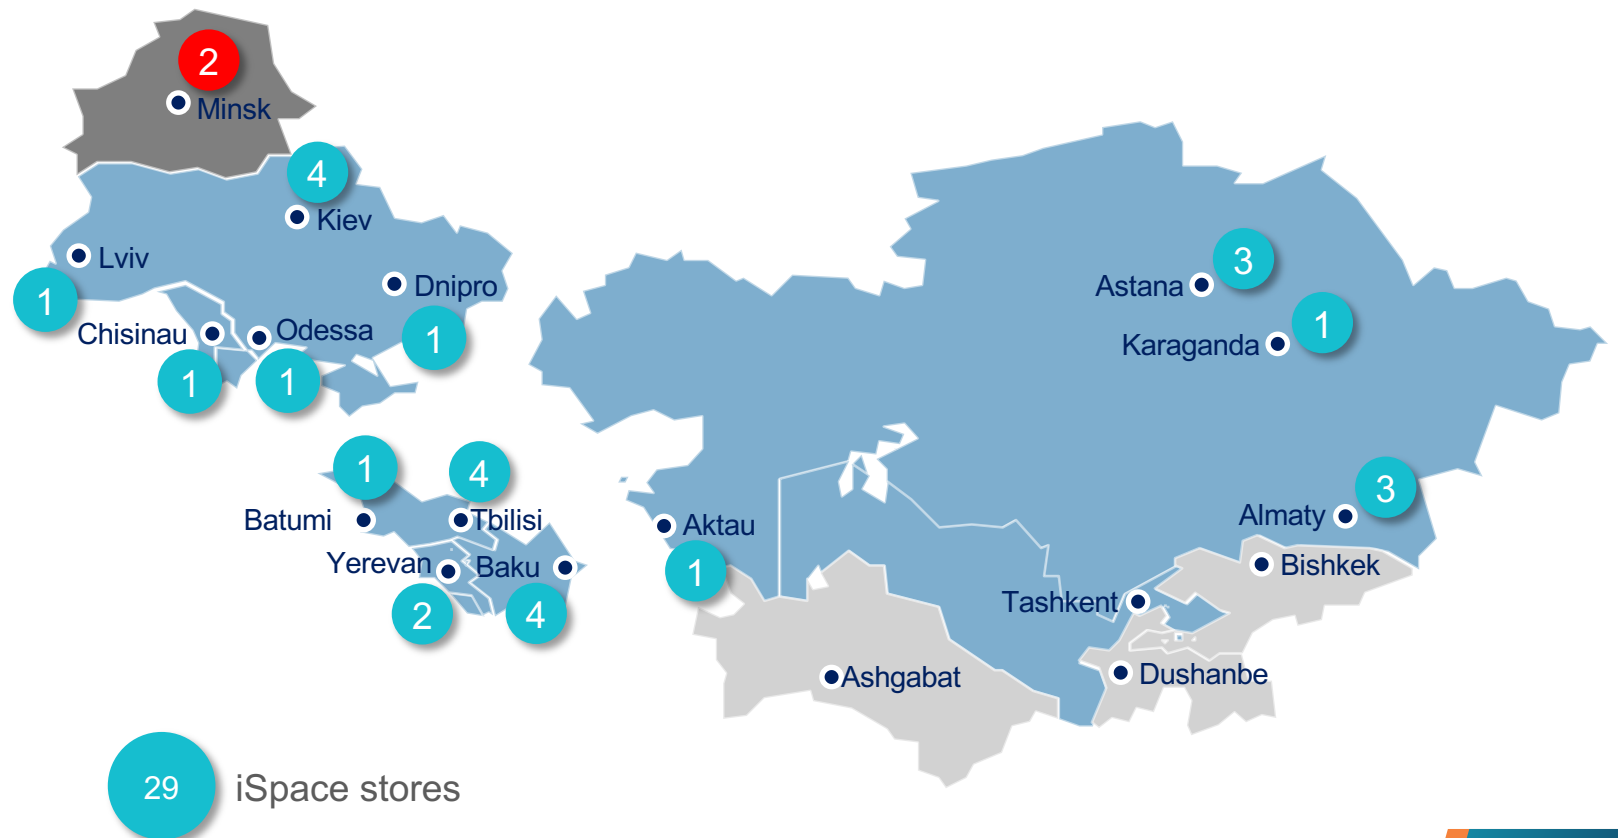 2
Minsk
4
Kiev
Lviv
1
Dnipro
1
Chisinau
1
Odessa
1
Astana
3
Karaganda
1
1
Batumi
4
Tbilisi
Yerevan
2
Baku
4
Aktau
1
Almaty
3
Bishkek
Tashkent
Ashgabat
Dushanbe
29 iSpace stores